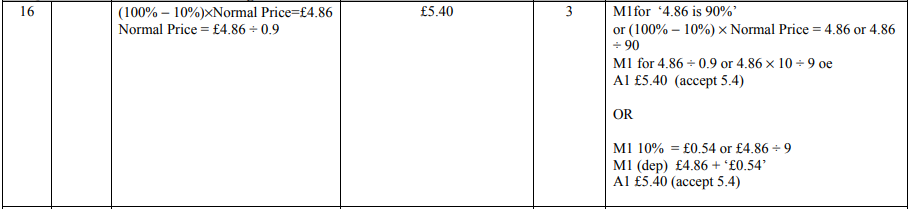 16
(100% – 10%)×Normal Price=£4.86
Normal Price = £4.86 ÷ 0.9
£5.40
3
M1for ‘4.86 is 90%’
or (100% – 10%) × Normal Price = 4.86 or 4.86
÷ 90
M1 for 4.86 ÷ 0.9 or 4.86 × 10 ÷ 9 oe
A1 £5.40 (accept 5.4)
OR
M1 10% = £0.54 or £4.86 ÷ 9
M1 (dep) £4.86 + ‘£0.54’
A1 £5.40 (accept 5.4)